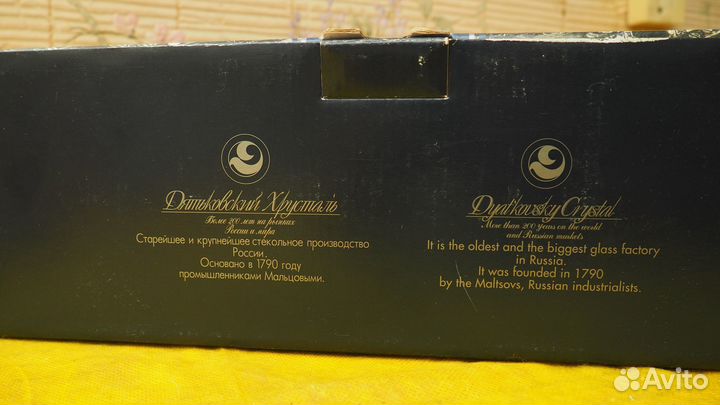 Дятьковский Хрусталь
Более 200 лет на рынках
России и мира
Старейшее и крупнейшее стекольное производство
России.
Основано в 1790 году
промышленниками Мальцовыми.
Dyat'kovsky Crystal
More than 200 years on the world
and Russian markets
It is the oldest and the biggest glass factory
in Russia.
It was founded in 1790
by the Maltsovs, Russian industrialists.
Avito